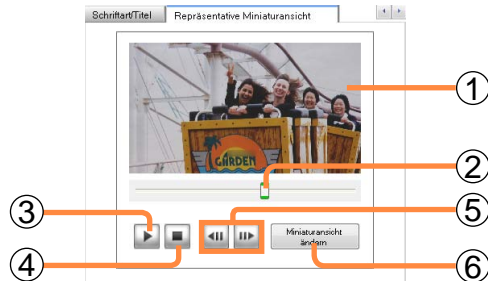 Schriftart/Titel Repräsentative Miniaturansicht
1
GARDEN
2
3
5
Miniaturansicht
ändern
4
6